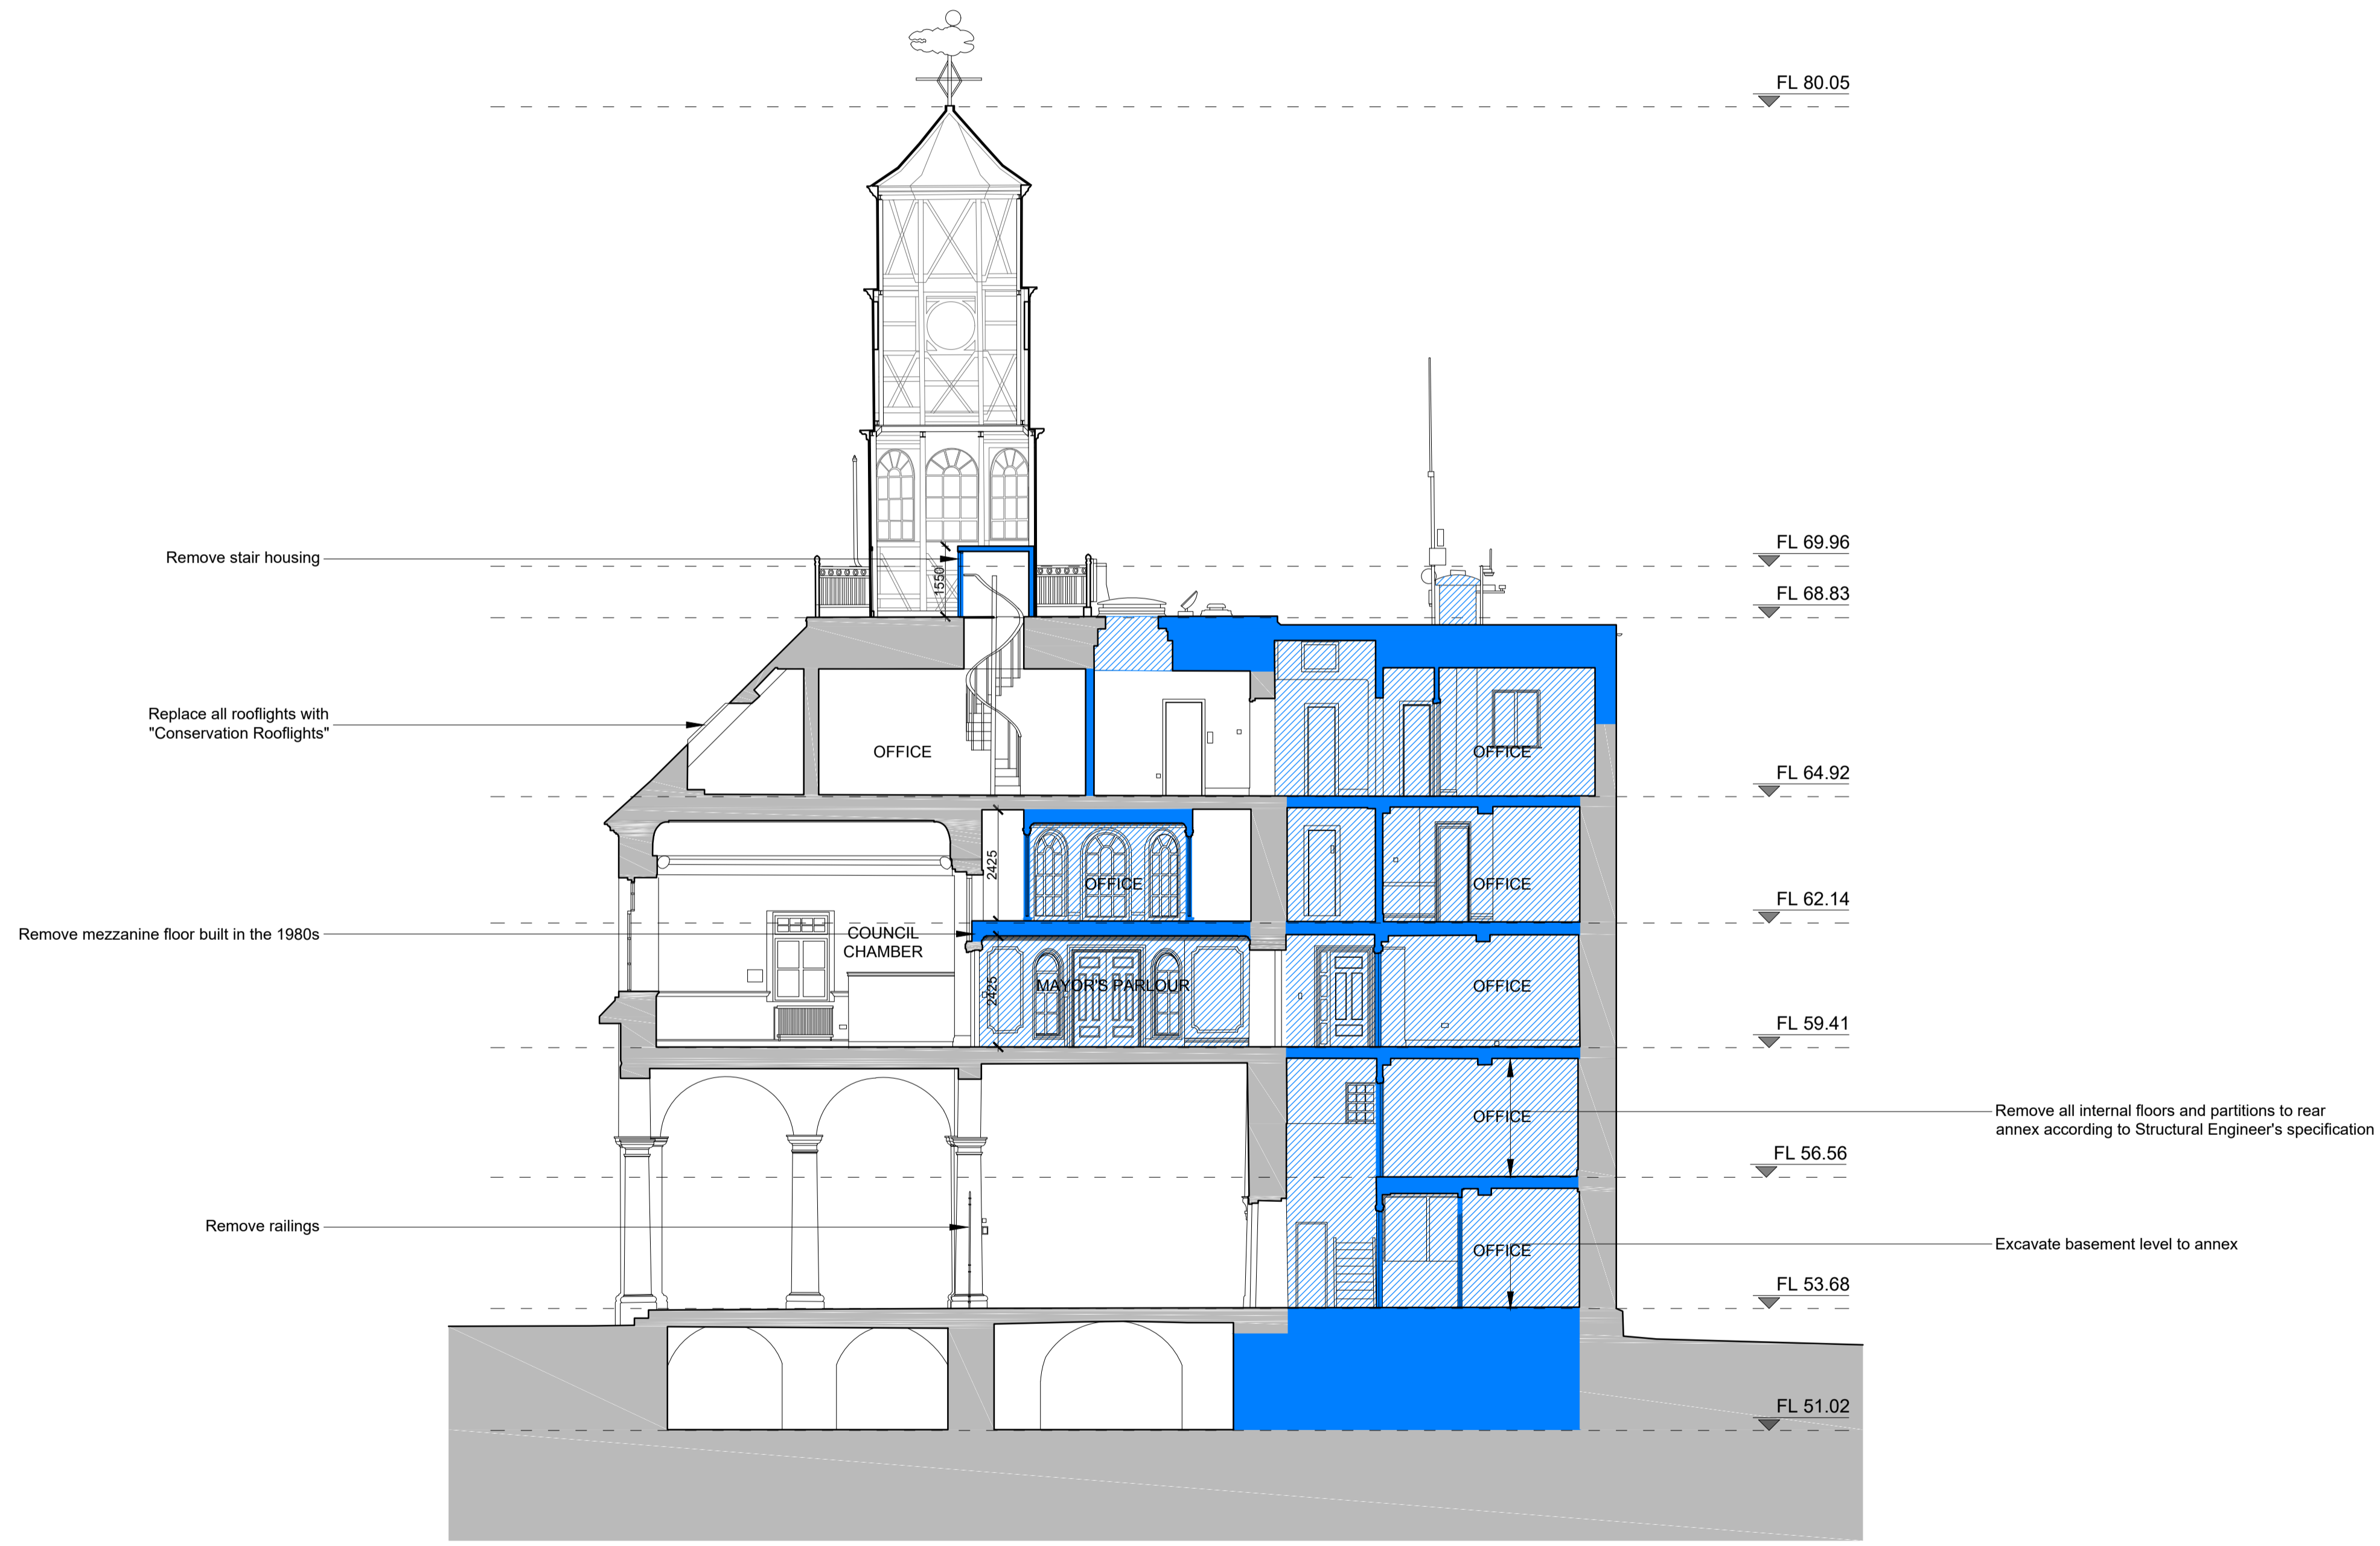 FL 80.05
FL 69.96
Remove stair housing
1550
FL 68.83
Replace all rooflights with
"Conservation Rooflights"
OFFICE
OFFICE
FL 64.92
2425
OFFICE
OFFICE
FL 62.14
Remove mezzanine floor built in the 1980s
COUNCIL
CHAMBER
2425
MAYOR'S PARLOUR
OFFICE
FL 59.41
OFFICE
Remove all internal floors and partitions to rear
annex according to Structural Engineer's specification
FL 56.56
Remove railings
OFFICE
Excavate basement level to annex
FL 53.68
FL 51.02